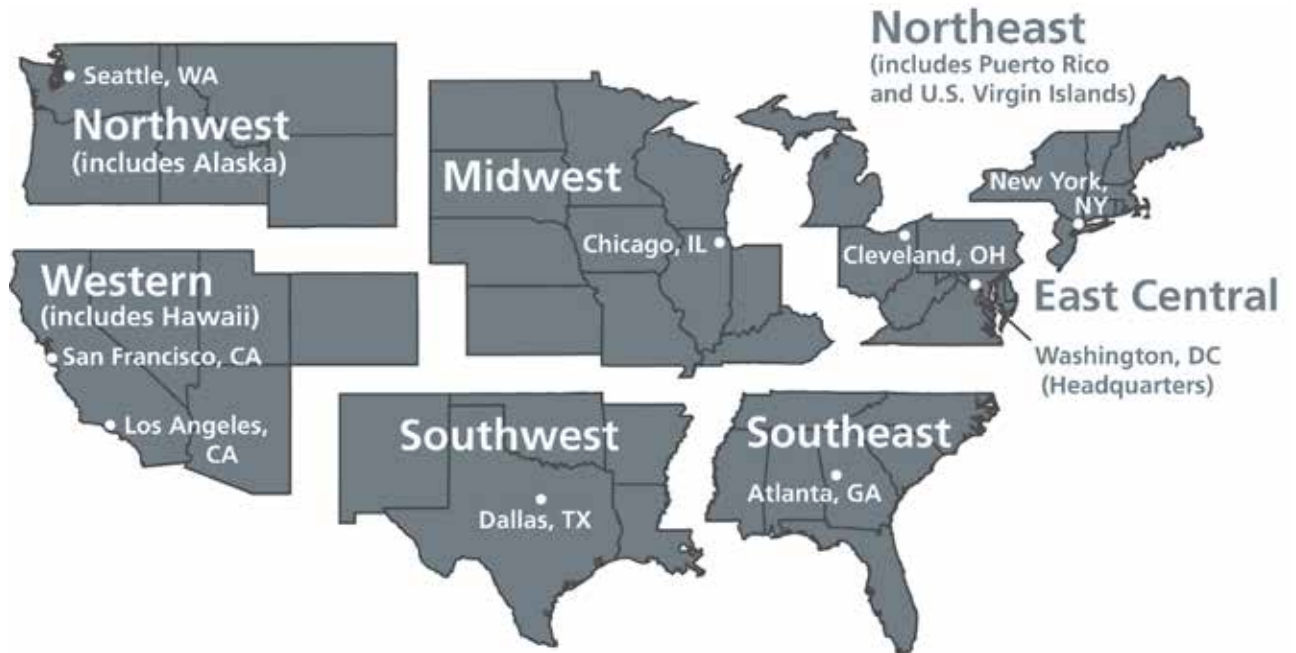 Northeast
(includes Puerto Rico
and U.S. Virgin Islands)
Seattle, WA
Northwest
(includes Alaska)
Midwest
New York,
NY
Chicago, IL
Cleveland, OH
East Central
Washington, DC
(Headquarters)
Western
(includes Hawaii)
San Francisco, CA
Los Angeles,
CA
Southwest
Dallas, TX
Southeast
Atlanta, GA